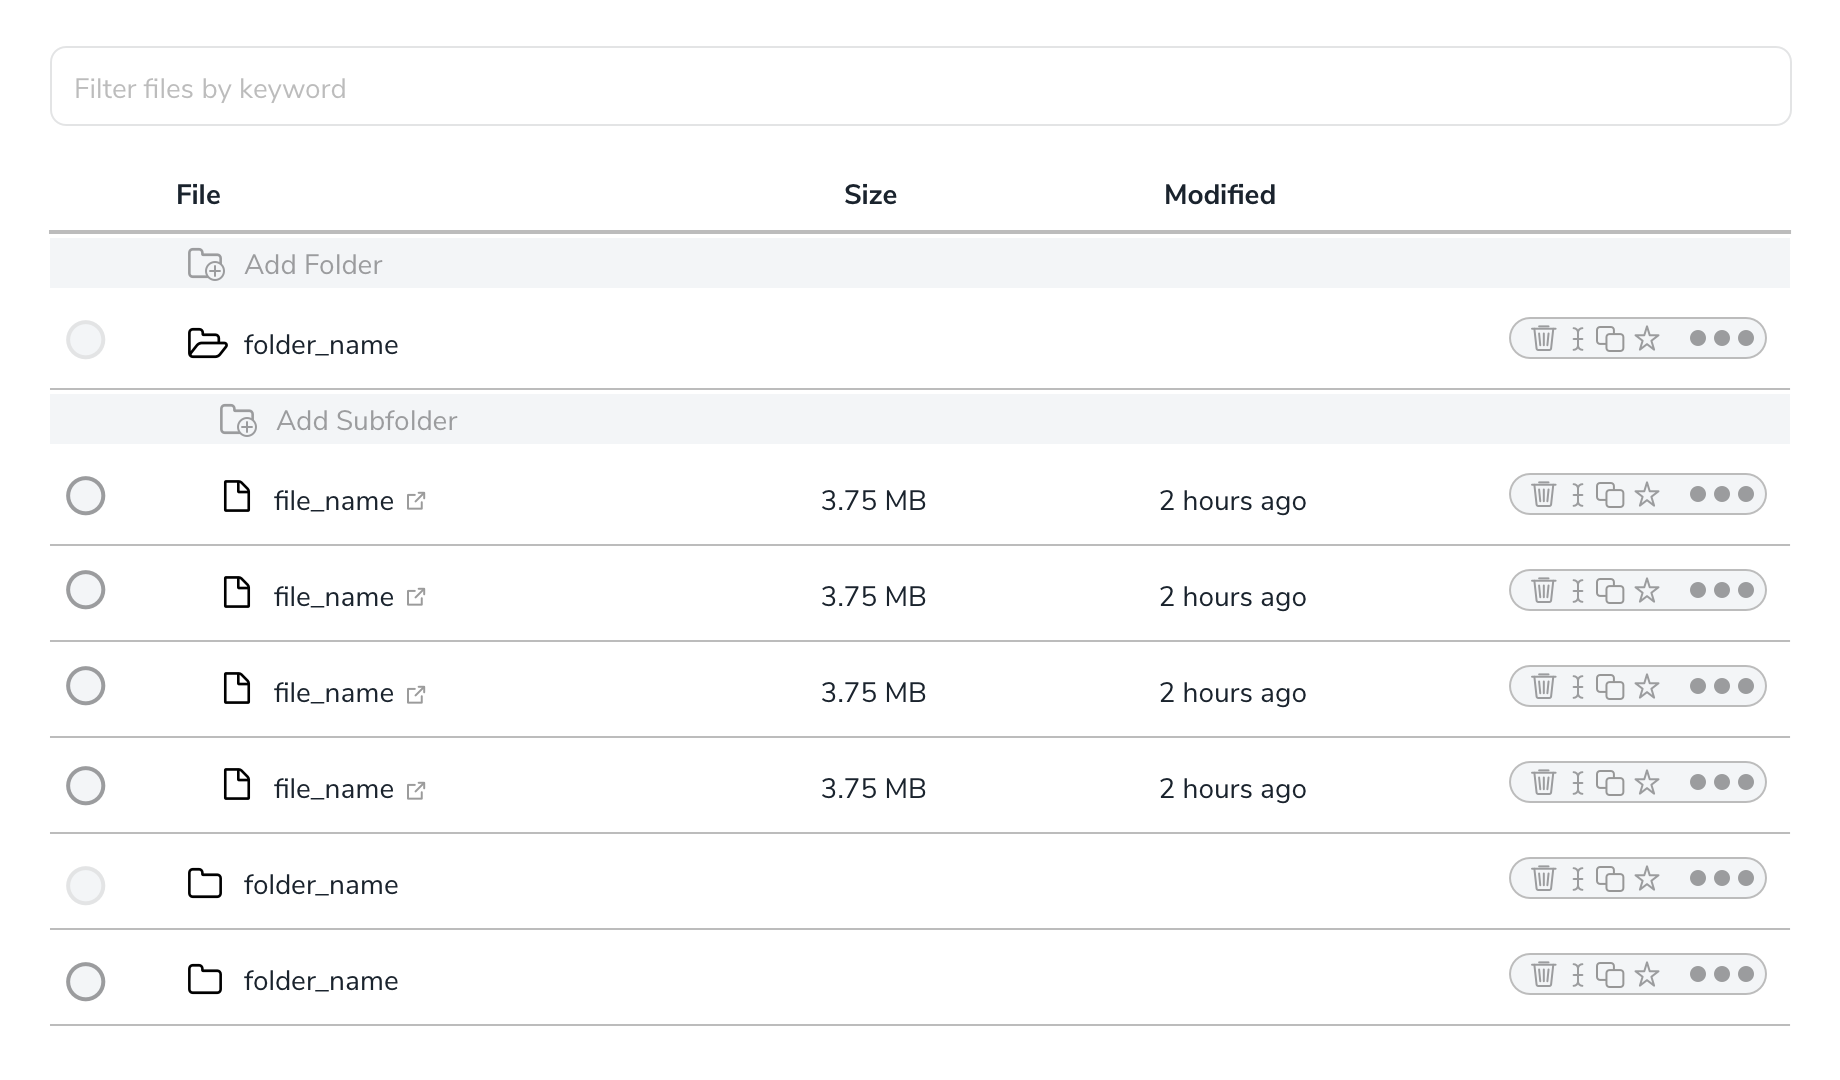 Filter files by keyword
File Size Modified
Add Folder
folder_name
Add Subfolder
file_name 3.75 MB 2 hours ago
file_name 3.75 MB 2 hours ago
file_name 3.75 MB 2 hours ago
file_name 3.75 MB 2 hours ago
folder_name
folder_name